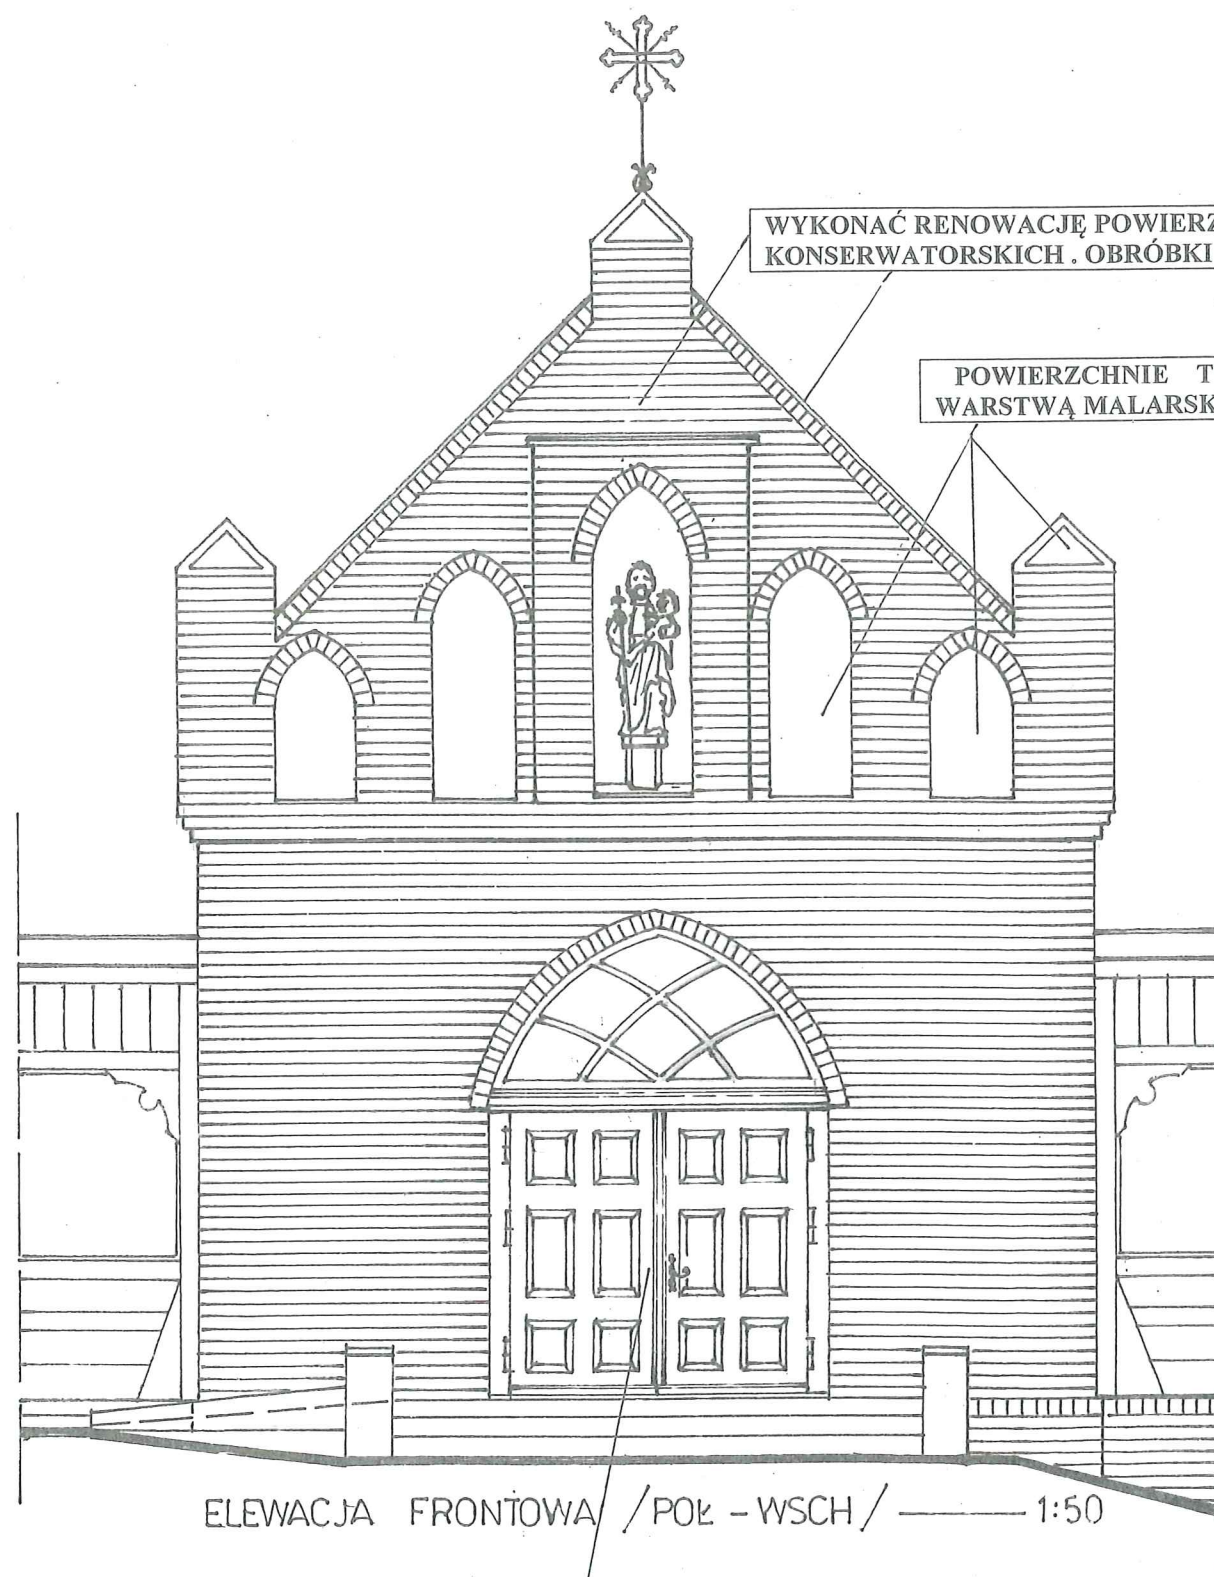 WYKONAĆ RENOWACJĘ POWIERZ
KONSERWATORSKICH . OBRÓBKI
POWIERZCHNIE T
WARSTWĄ MALARSK
ELEWACJA FRONTOWA /POŁ - WSCH/ ——— 1:50